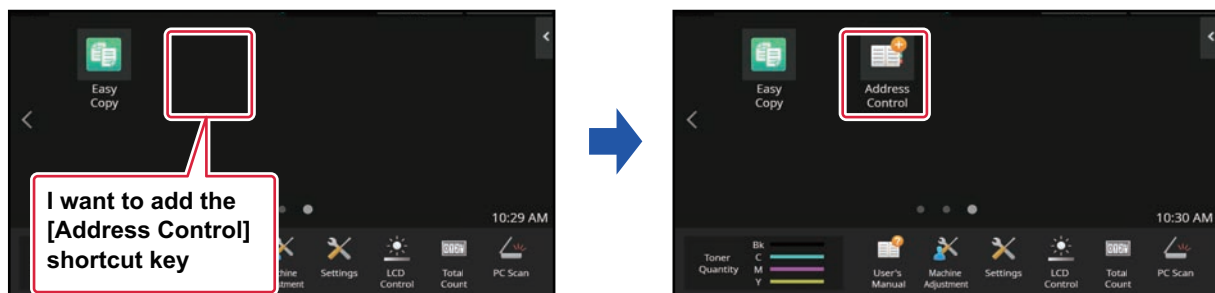 Easy
Copy
I want to add the
[Address Control]
shortcut key
10:29 AM
Settings
LCD
Control
Total
Count
PC Scan
Easy
Copy
Address
Control
10:30 AM
Toner
Quantity
Bk
C
M
Y
User's
Manual
Machine
Adjustment
Settings
LCD
Control
Total
Count
PC Scan